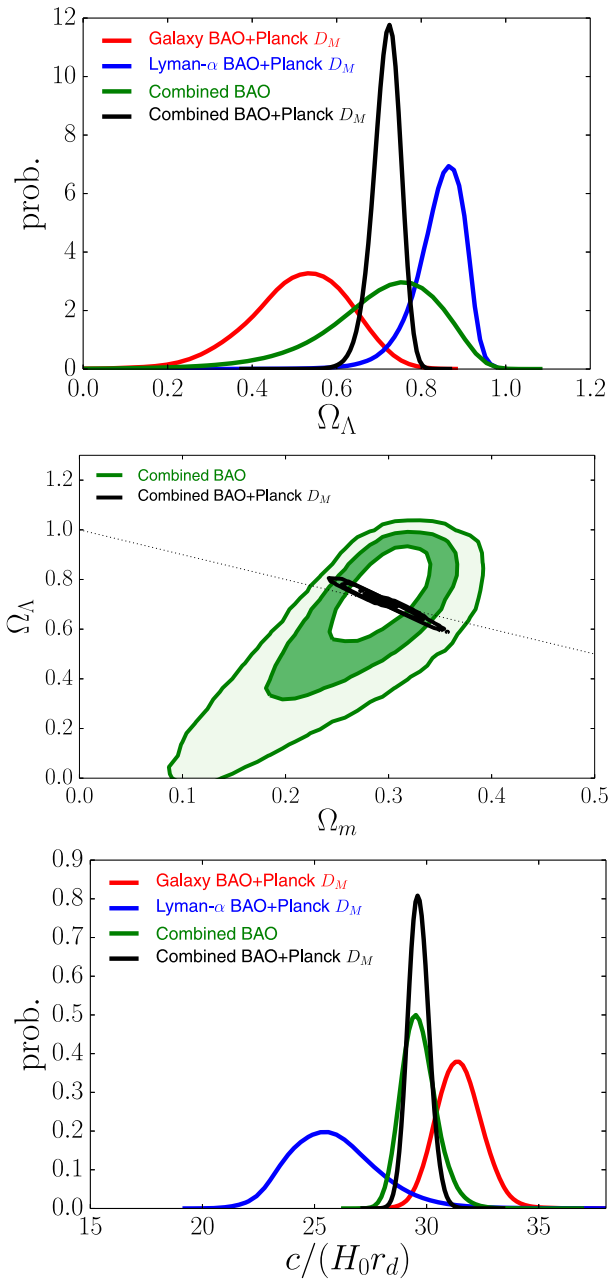 12
10
8
6
4
2
0
prob.
Galaxy BAO+Planck D_M
Lyman-α BAO+Planck D_M
Combined BAO
Combined BAO+Planck D_M
0.0 0.2 0.4 0.6 0.8 1.0 1.2
Ω_Λ
1.2
1.0
0.8
0.6
0.4
0.2
0.0
Ω_Λ
Combined BAO
Combined BAO+Planck D_M
0.0 0.1 0.2 0.3 0.4 0.5
Ω_m
0.9
0.8
0.7
0.6
0.5
0.4
0.3
0.2
0.1
0.0
prob.
Galaxy BAO+Planck D_M
Lyman-α BAO+Planck D_M
Combined BAO
Combined BAO+Planck D_M
15 20 25 30 35
c/(H_0 r_d)